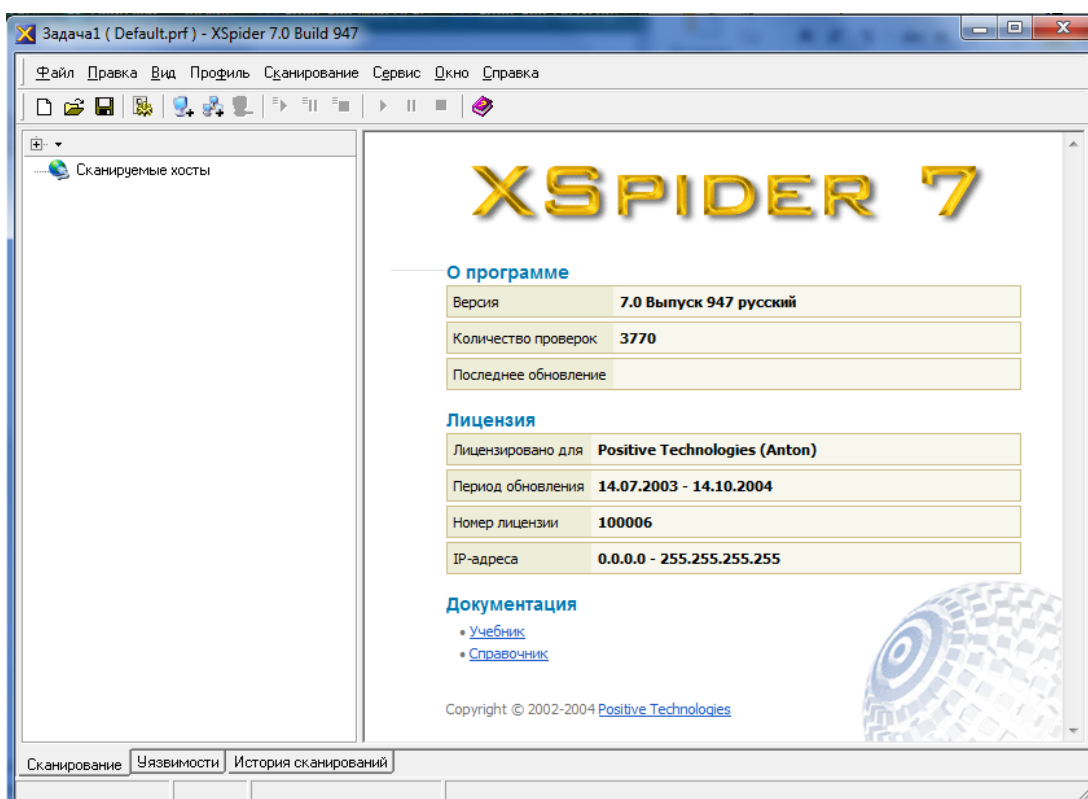 Задача1 ( Default.prf ) - XSpider 7.0 Build 947
Файл Правка Вид Профиль Сканирование Сервис Окно Справка
Сканируемые хосты
XSPIDER 7
О программе
Версия 7.0 Выпуск 947 русский
Количество проверок 3770
Последнее обновление
Лицензия
Лицензировано для Positive Technologies (Anton)
Период обновления 14.07.2003 - 14.10.2004
Номер лицензии 100006
IP-адреса 0.0.0.0 - 255.255.255.255
Документация
• Учебник
• Справочник
Copyright © 2002-2004 Positive Technologies
Сканирование Уязвимости История сканирований